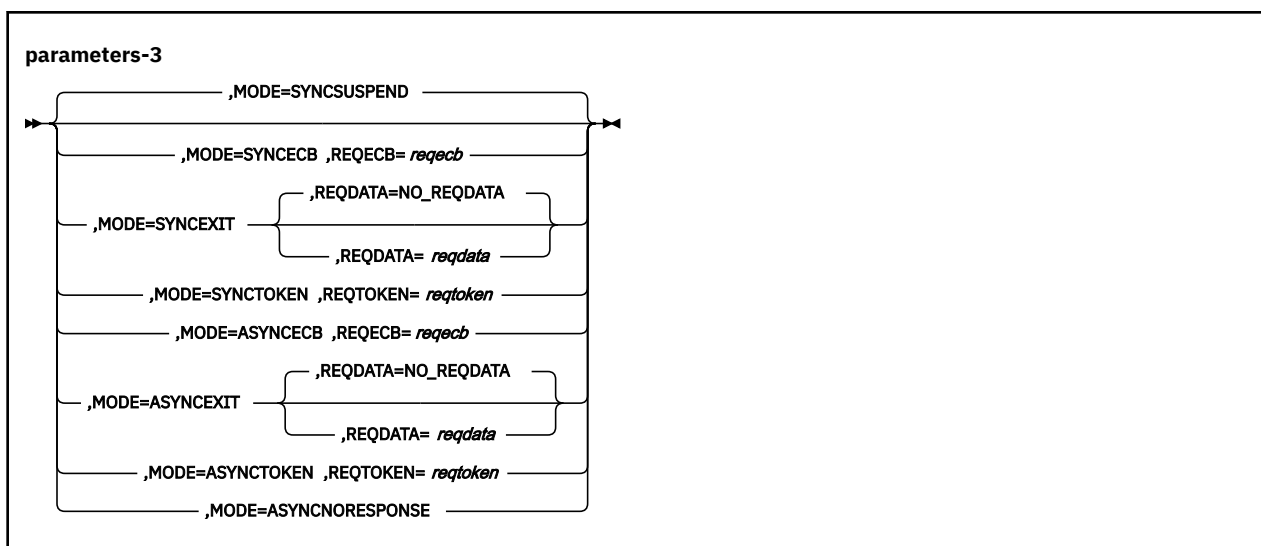 parameters-3
,MODE=SYNCSUSPEND
,MODE=SYNCECB ,REQECB= reqecb
,REQDATA=NO_REQDATA
,MODE=SYNCEXIT
,REQDATA= reqdata
,MODE=SYNCTOKEN ,REQTOKEN= reqtoken
,MODE=ASYNCECB ,REQECB= reqecb
,REQDATA=NO_REQDATA
,MODE=ASYNCEXIT
,REQDATA= reqdata
,MODE=ASYNCTOKEN ,REQTOKEN= reqtoken
,MODE=ASYNCNORESPONSE